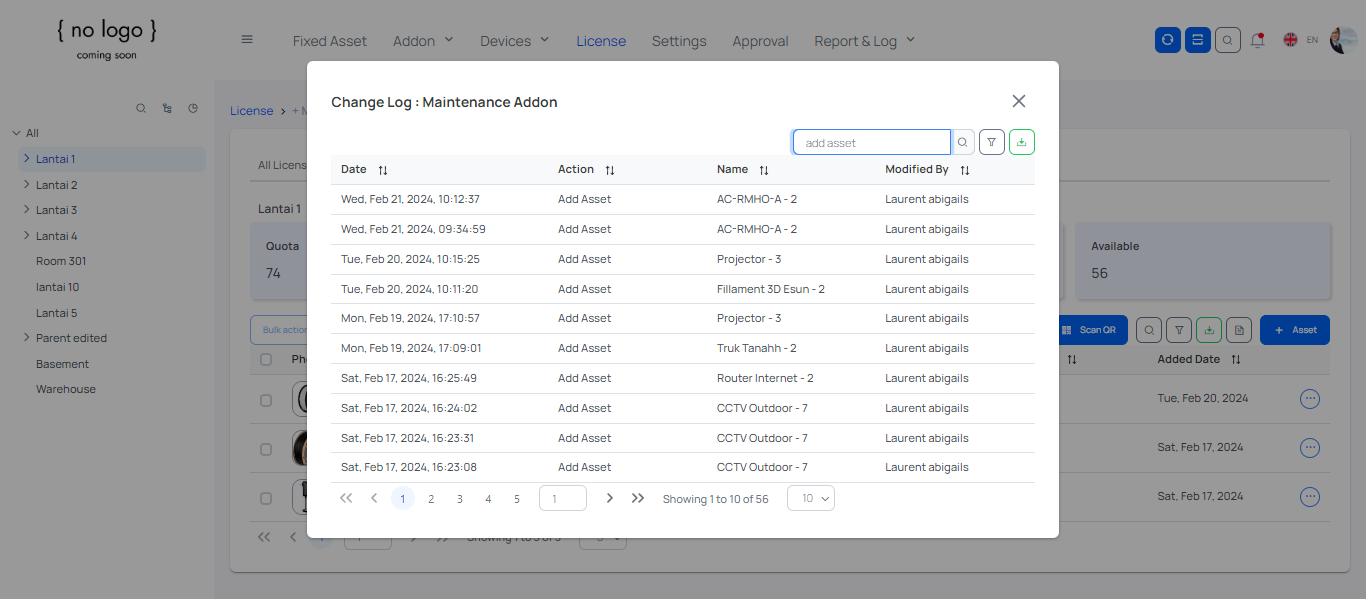 { no logo }
coming soon
Fixed Asset Addon Devices License Settings Approval Report & Log EN
All
Lantai 1
Lantai 2
Lantai 3
Lantai 4
Room 301
lantai 10
Lantai 5
Parent edited
Basement
Warehouse
License > + M
All Licens
Lantai 1
Quota
74
Available
56
Bulk action
Scan QR
+ Asset
Ph
Added Date
Tue, Feb 20, 2024
Sat, Feb 17, 2024
Sat, Feb 17, 2024
Change Log : Maintenance Addon
add asset
Date Action Name Modified By
Wed, Feb 21, 2024, 10:12:37 Add Asset AC-RMHO-A - 2 Laurent abigails
Wed, Feb 21, 2024, 09:34:59 Add Asset AC-RMHO-A - 2 Laurent abigails
Tue, Feb 20, 2024, 10:15:25 Add Asset Projector - 3 Laurent abigails
Tue, Feb 20, 2024, 10:11:20 Add Asset Fillament 3D Esun - 2 Laurent abigails
Mon, Feb 19, 2024, 17:10:57 Add Asset Projector - 3 Laurent abigails
Mon, Feb 19, 2024, 17:09:01 Add Asset Truk Tanahh - 2 Laurent abigails
Sat, Feb 17, 2024, 16:25:49 Add Asset Router Internet - 2 Laurent abigails
Sat, Feb 17, 2024, 16:24:02 Add Asset CCTV Outdoor - 7 Laurent abigails
Sat, Feb 17, 2024, 16:23:31 Add Asset CCTV Outdoor - 7 Laurent abigails
Sat, Feb 17, 2024, 16:23:08 Add Asset CCTV Outdoor - 7 Laurent abigails
1 2 3 4 5 1 Showing 1 to 10 of 56 10